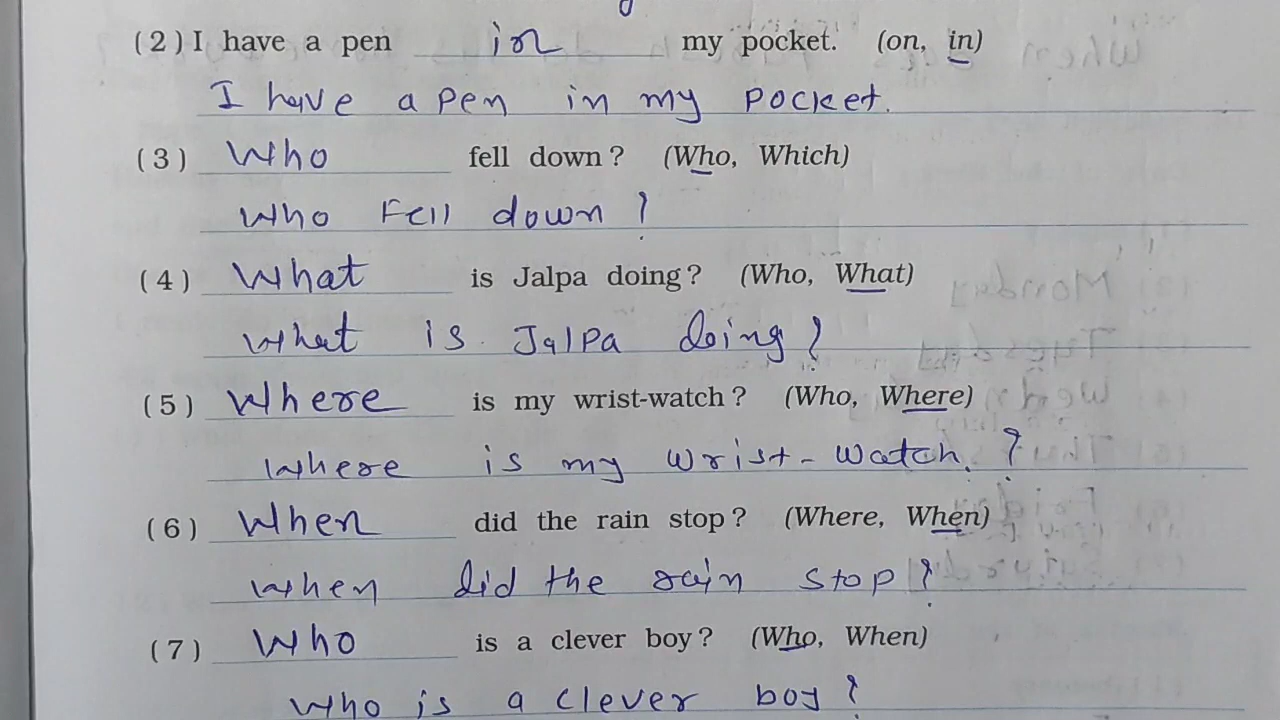 (2) I have a pen in my pocket. (on, in)
I have a pen in my pocket.
(3) Who fell down? (Who, Which)
Who Fell down?
(4) What is Jalpa doing? (Who, What)
What is Jalpa doing?
(5) Where is my wrist-watch? (Who, Where)
Where is my wrist-watch.?
(6) When did the rain stop? (Where, When)
When did the rain stop?
(7) Who is a clever boy? (Who, When)
Who is a clever boy?